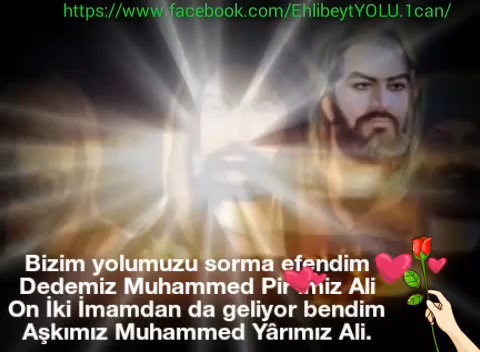 https://www.facebook.com/EhlibeytYOLU.1can/
Bizim yolumuzu sorma efendim
Dedemiz Muhammed Pirimiz Ali
On İki İmamdan da geliyor bendim
Aşkımız Muhammed Yârımız Ali.